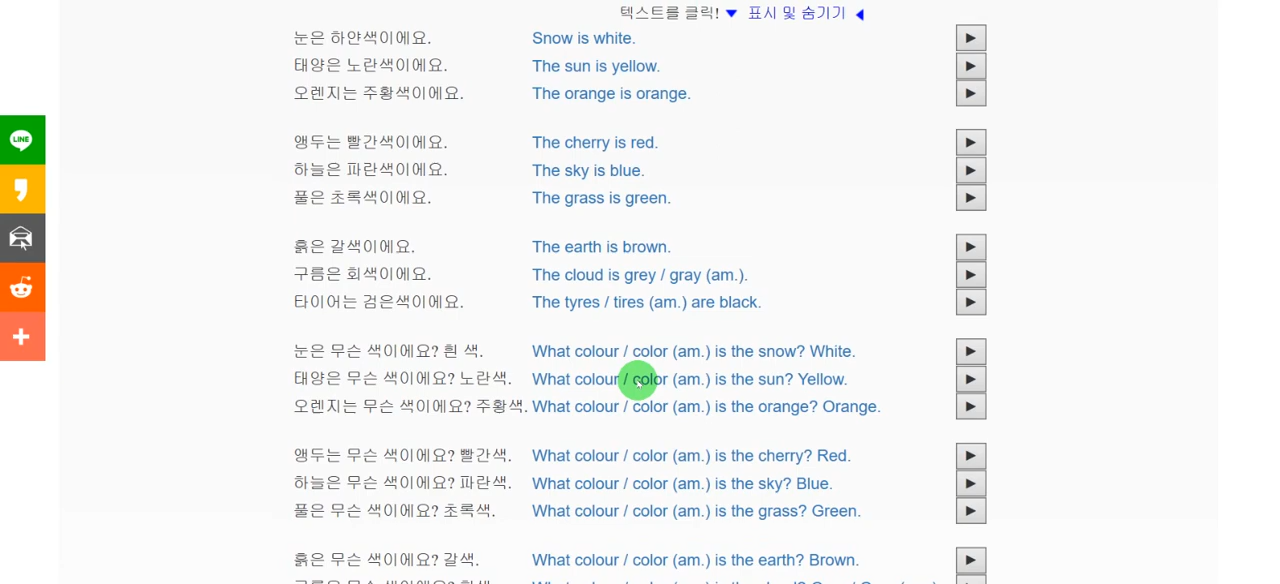 텍스트를 클릭! ▼ 표시 및 숨기기 ◀
눈은 하얀색이에요. Snow is white.
태양은 노란색이에요. The sun is yellow.
오렌지는 주황색이에요. The orange is orange.
앵두는 빨간색이에요. The cherry is red.
하늘은 파란색이에요. The sky is blue.
풀은 초록색이에요. The grass is green.
LINE
흙은 갈색이에요. The earth is brown.
구름은 회색이에요. The cloud is grey / gray (am.).
타이어는 검은색이에요. The tyres / tires (am.) are black.
눈은 무슨 색이에요? 흰 색. What colour / color (am.) is the snow? White.
태양은 무슨 색이에요? 노란색. What colour / color (am.) is the sun? Yellow.
오렌지는 무슨 색이에요? 주황색. What colour / color (am.) is the orange? Orange.
앵두는 무슨 색이에요? 빨간색. What colour / color (am.) is the cherry? Red.
하늘은 무슨 색이에요? 파란색. What colour / color (am.) is the sky? Blue.
풀은 무슨 색이에요? 초록색. What colour / color (am.) is the grass? Green.
흙은 무슨 색이에요? 갈색. What colour / color (am.) is the earth? Brown.